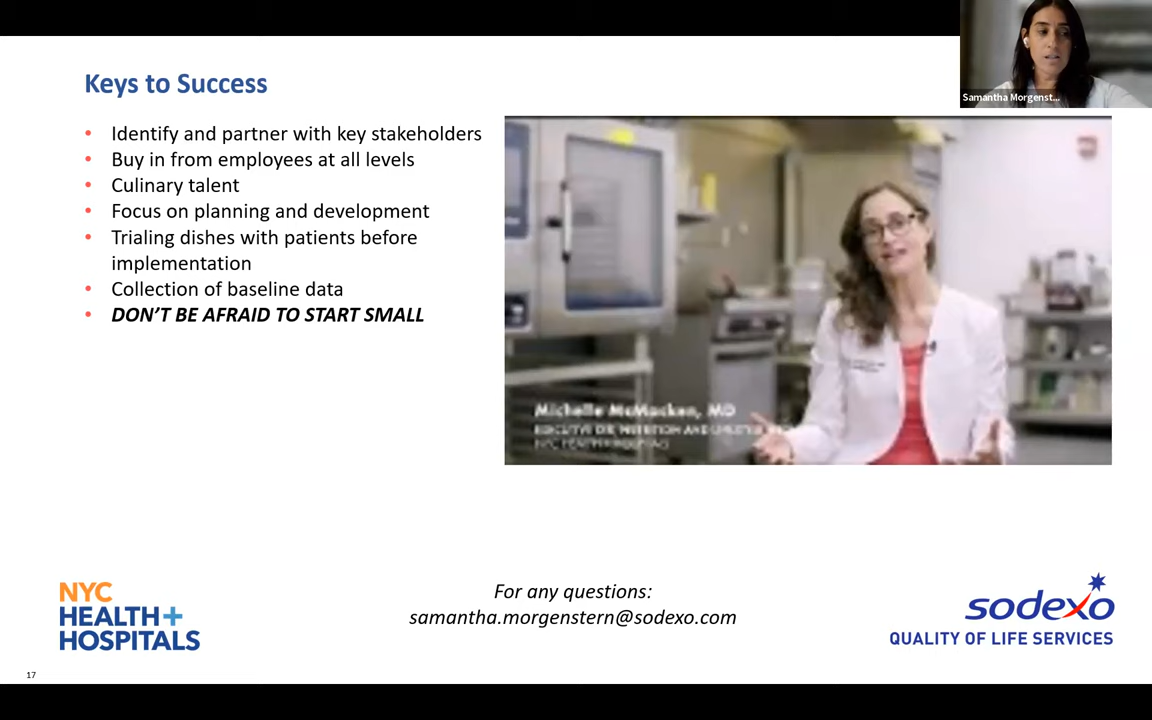 Samantha Morgenst...
Keys to Success
• Identify and partner with key stakeholders
• Buy in from employees at all levels
• Culinary talent
• Focus on planning and development
• Trialing dishes with patients before
implementation
• Collection of baseline data
• DON'T BE AFRAID TO START SMALL
Michelle McMacken, MD
NYC
HEALTH+
HOSPITALS
For any questions:
samantha.morgenstern@sodexo.com
sodexo
QUALITY OF LIFE SERVICES
17